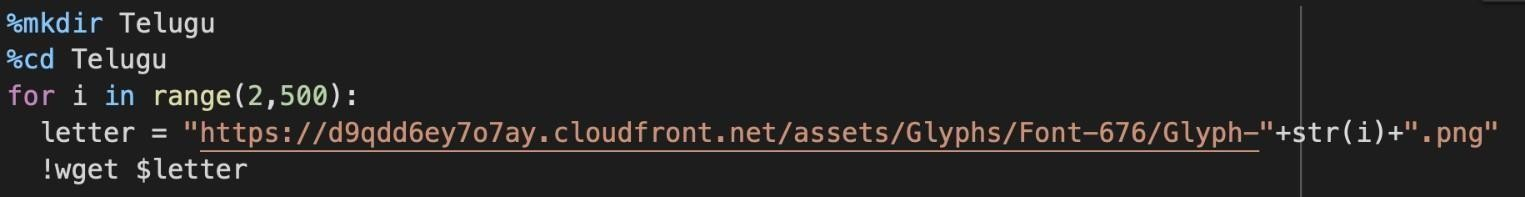 %mkdir Telugu
%cd Telugu
for i in range(2,500):
  letter = "https://d9qdd6ey7o7ay.cloudfront.net/assets/Glyphs/Font-676/Glyph-"+str(i)+".png"
  !wget $letter